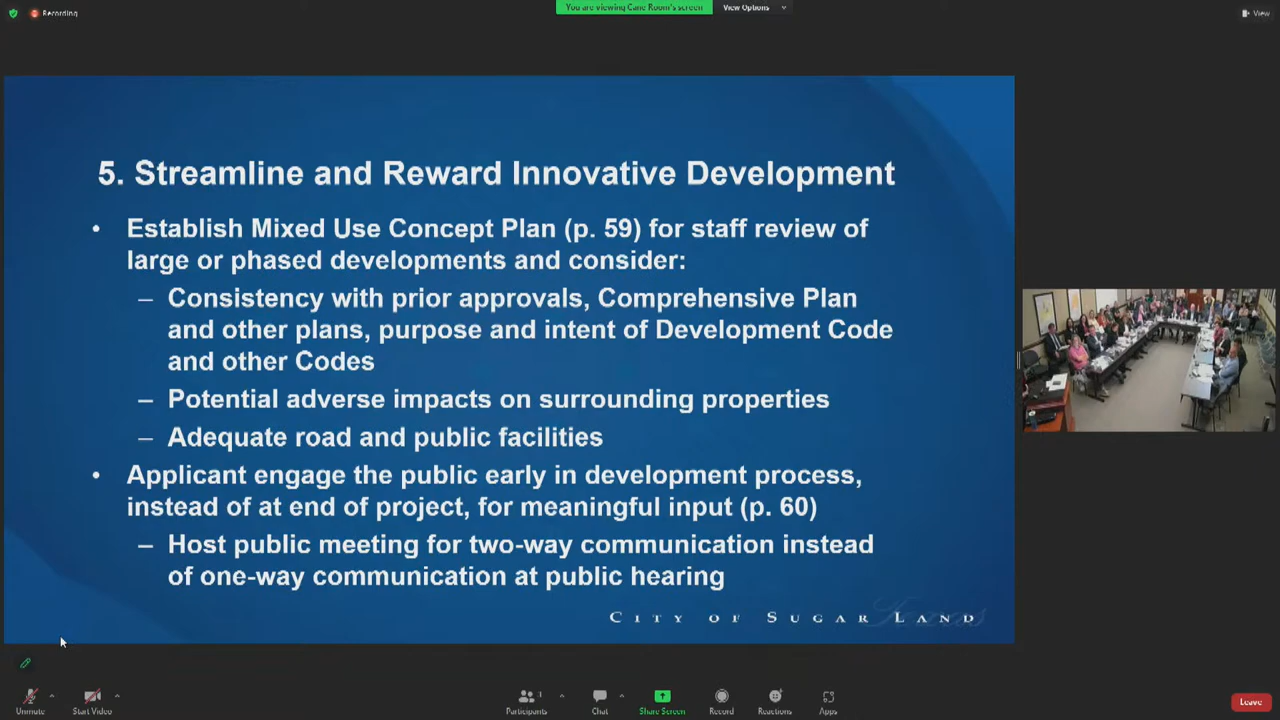 Recording
You are viewing Cane Room's screen
View Options
View
5. Streamline and Reward Innovative Development
• Establish Mixed Use Concept Plan (p. 59) for staff review of
large or phased developments and consider:
– Consistency with prior approvals, Comprehensive Plan
and other plans, purpose and intent of Development Code
and other Codes
– Potential adverse impacts on surrounding properties
– Adequate road and public facilities
• Applicant engage the public early in development process,
instead of at end of project, for meaningful input (p. 60)
– Host public meeting for two-way communication instead
of one-way communication at public hearing
City of Sugar Land
Texas
Unmute
Start Video
Participants
1
Chat
Share Screen
Record
Reactions
Apps
Leave